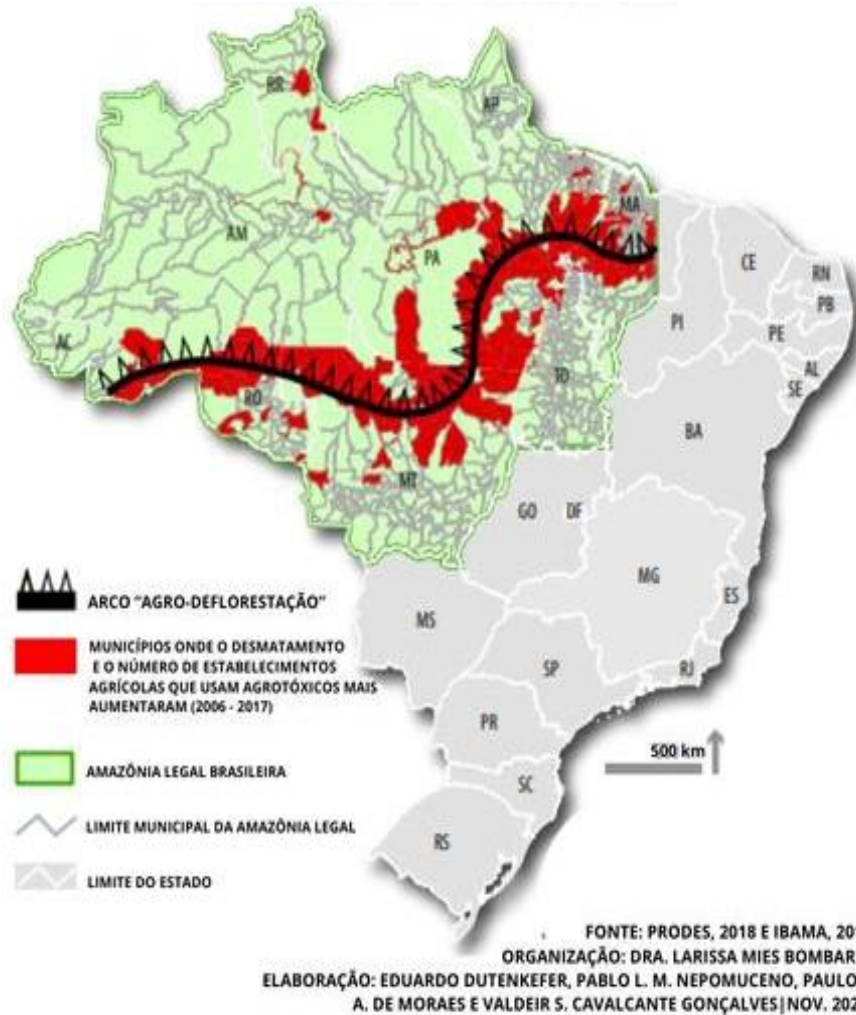 RR
AP
AM
PA
MA
CE
RN
PB
PI
PE
AC
AL
TO
SE
RO
BA
MT
GO
DF
MG
ES
MS
SP
RJ
PR
SC
RS
500 km
ARCO “AGRO-DEFLORESTAÇÃO”
MUNICÍPIOS ONDE O DESMATAMENTO
E O NÚMERO DE ESTABELECIMENTOS
AGRÍCOLAS QUE USAM AGROTÓXICOS MAIS
AUMENTARAM (2006 - 2017)
AMAZÔNIA LEGAL BRASILEIRA
LIMITE MUNICIPAL DA AMAZÔNIA LEGAL
LIMITE DO ESTADO
FONTE: PRODES, 2018 E IBAMA,
ORGANIZAÇÃO: DRA. LARISSA MIES
ELABORAÇÃO: EDUARDO DUTENKEFER, PABLO L. M. NEPOMUCENO, PAULO
A. DE MORAES E VALDEIR S. CAVALCANTE GONÇALVES|NOV.